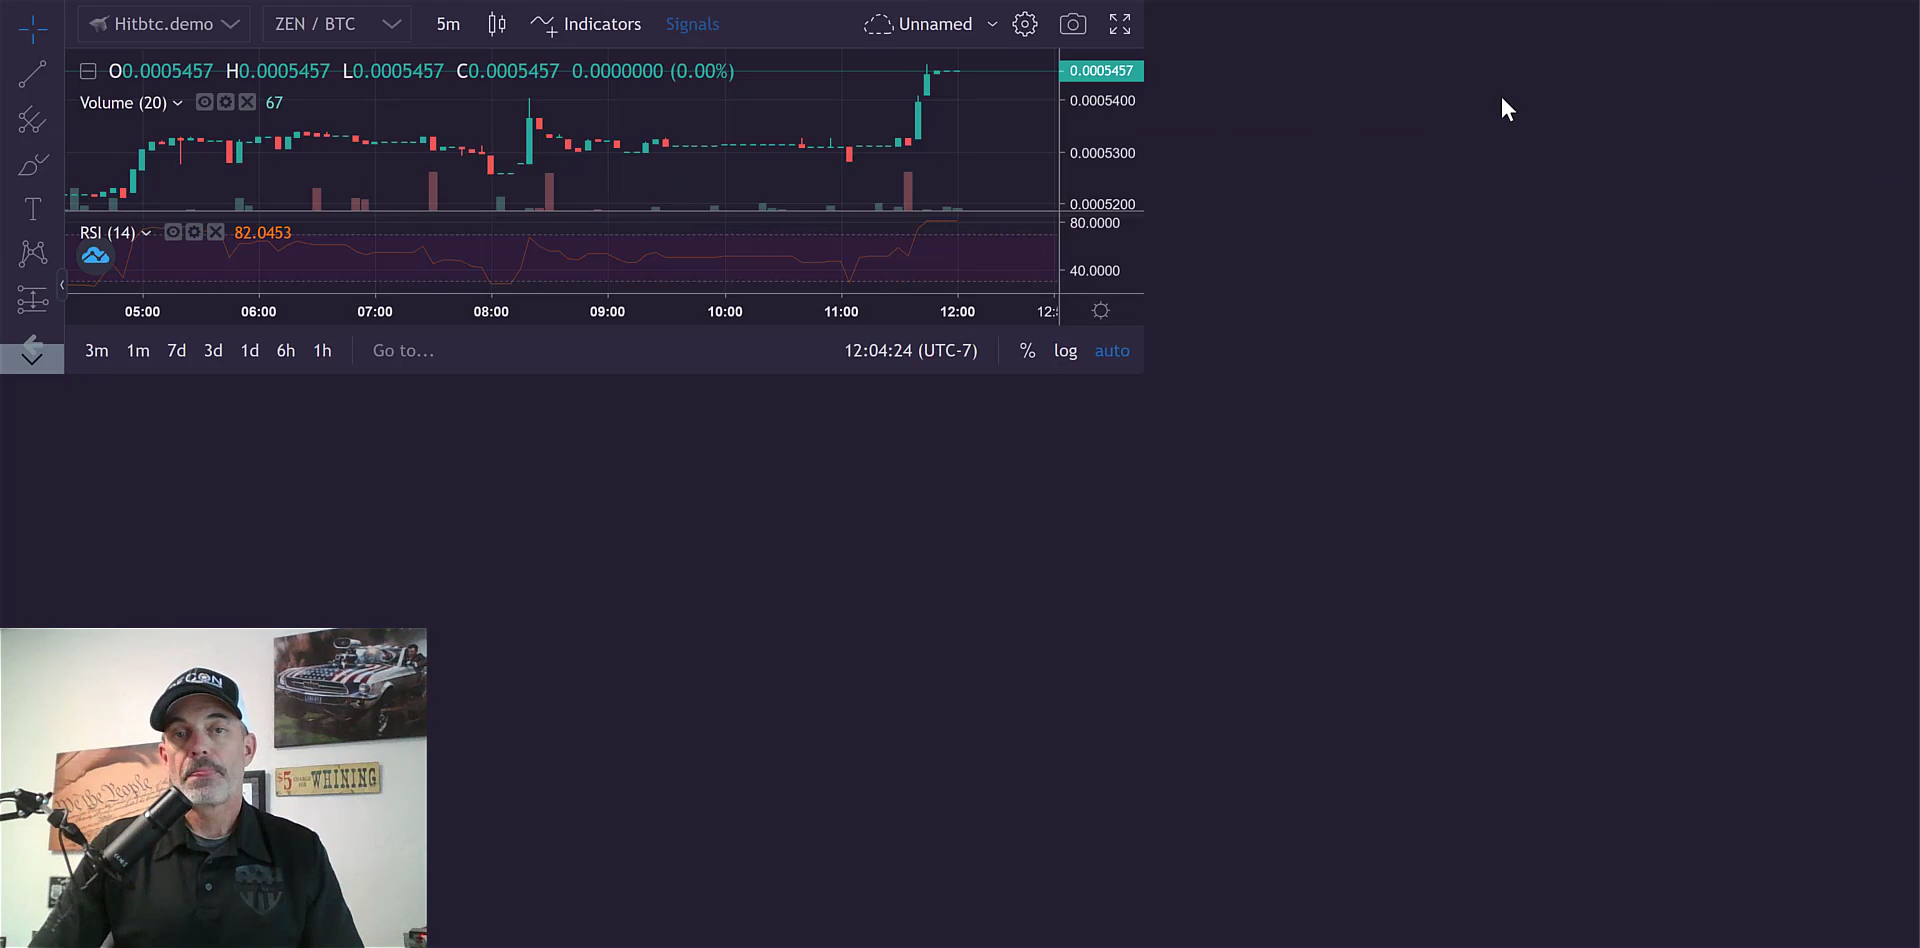 Hitbtc.demo ZEN / BTC 5m Indicators Signals Unnamed
O0.0005457 H0.0005457 L0.0005457 C0.0005457 0.0000000 (0.00%) 0.0005457
Volume (20) 67 0.0005400
0.0005300
0.0005200
RSI (14) 82.0453 80.0000
40.0000
05:00 06:00 07:00 08:00 09:00 10:00 11:00 12:00
3m 1m 7d 3d 1d 6h 1h Go to... 12:04:24 (UTC-7) % log auto
$5 CHARGE FOR WHINING
We the People